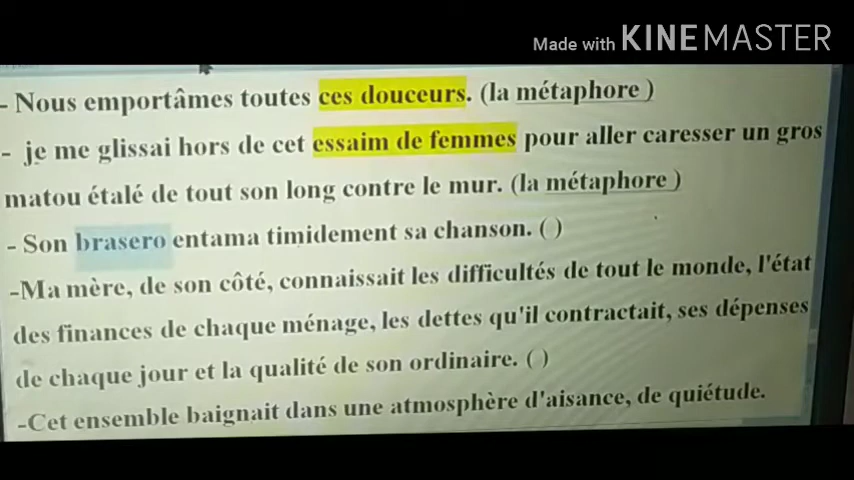 Made with KINEMASTER
- Nous emportâmes toutes ces douceurs. (la métaphore )
- je me glissai hors de cet essaim de femmes pour aller caresser un gros
matou étalé de tout son long contre le mur. (la métaphore )
- Son brasero entama timidement sa chanson. ( )
-Ma mère, de son côté, connaissait les difficultés de tout le monde, l'état
des finances de chaque ménage, les dettes qu'il contractait, ses dépenses
de chaque jour et la qualité de son ordinaire. ( )
-Cet ensemble baignait dans une atmosphère d'aisance, de quiétude.